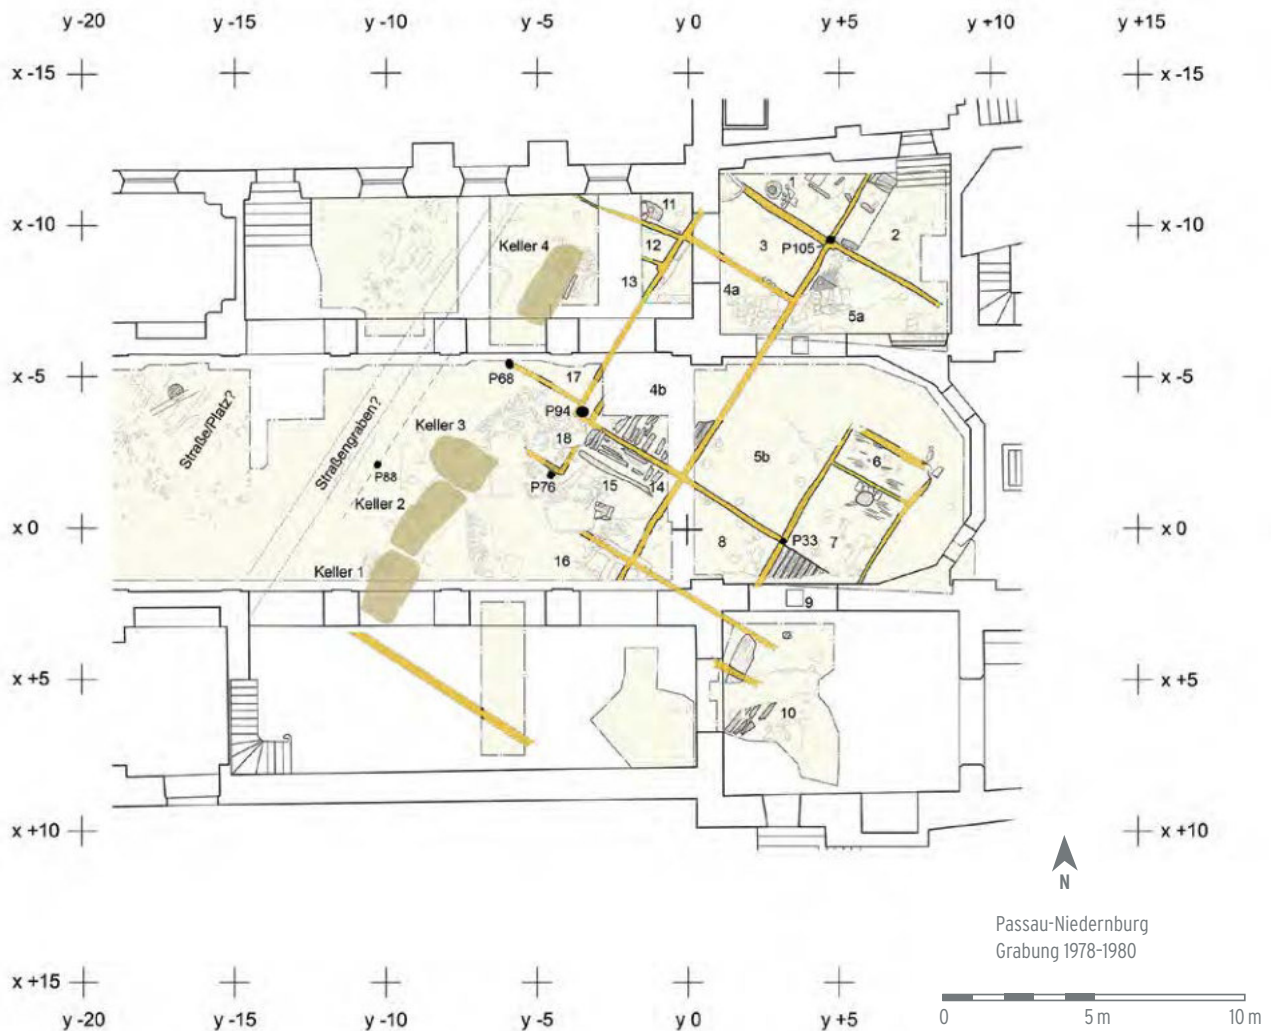 y -20 y -15 y -10 y -5 y 0 y +5 y +10 y +15
x -15 x -15
x -10 x -10
11
Keller 4 12 3 P105 2
13 4a
5a
x -5 x -5
P68 17 4b
Straße/Platz? P94
Keller 3 18
Straßengraben? P88 5b 6
P76 15 14
Keller 2
x 0 x 0
8 P33 7
Keller 1 16
9
x +5 x +5
10
x +10 x +10
N
Passau-Niedernburg
Grabung 1978-1980
x +15 x +15
0 5 m 10 m
y -20 y -15 y -10 y -5 y 0 y +5